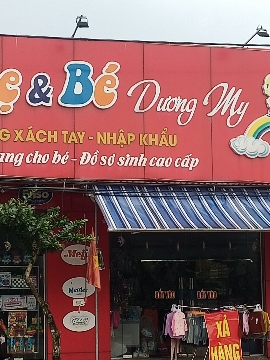 ẹ & Bé Dương My
G XÁCH TAY - NHẬP KHẨU
ang cho bé - Đồ sơ sinh cao cấp
XẢ
HÀNG